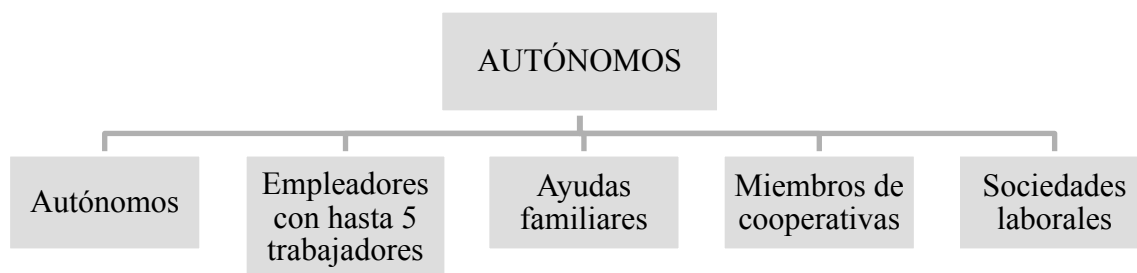 AUTÓNOMOS
Autónomos
Empleadores
con hasta 5
trabajadores
Ayudas
familiares
Miembros de
cooperativas
Sociedades
laborales